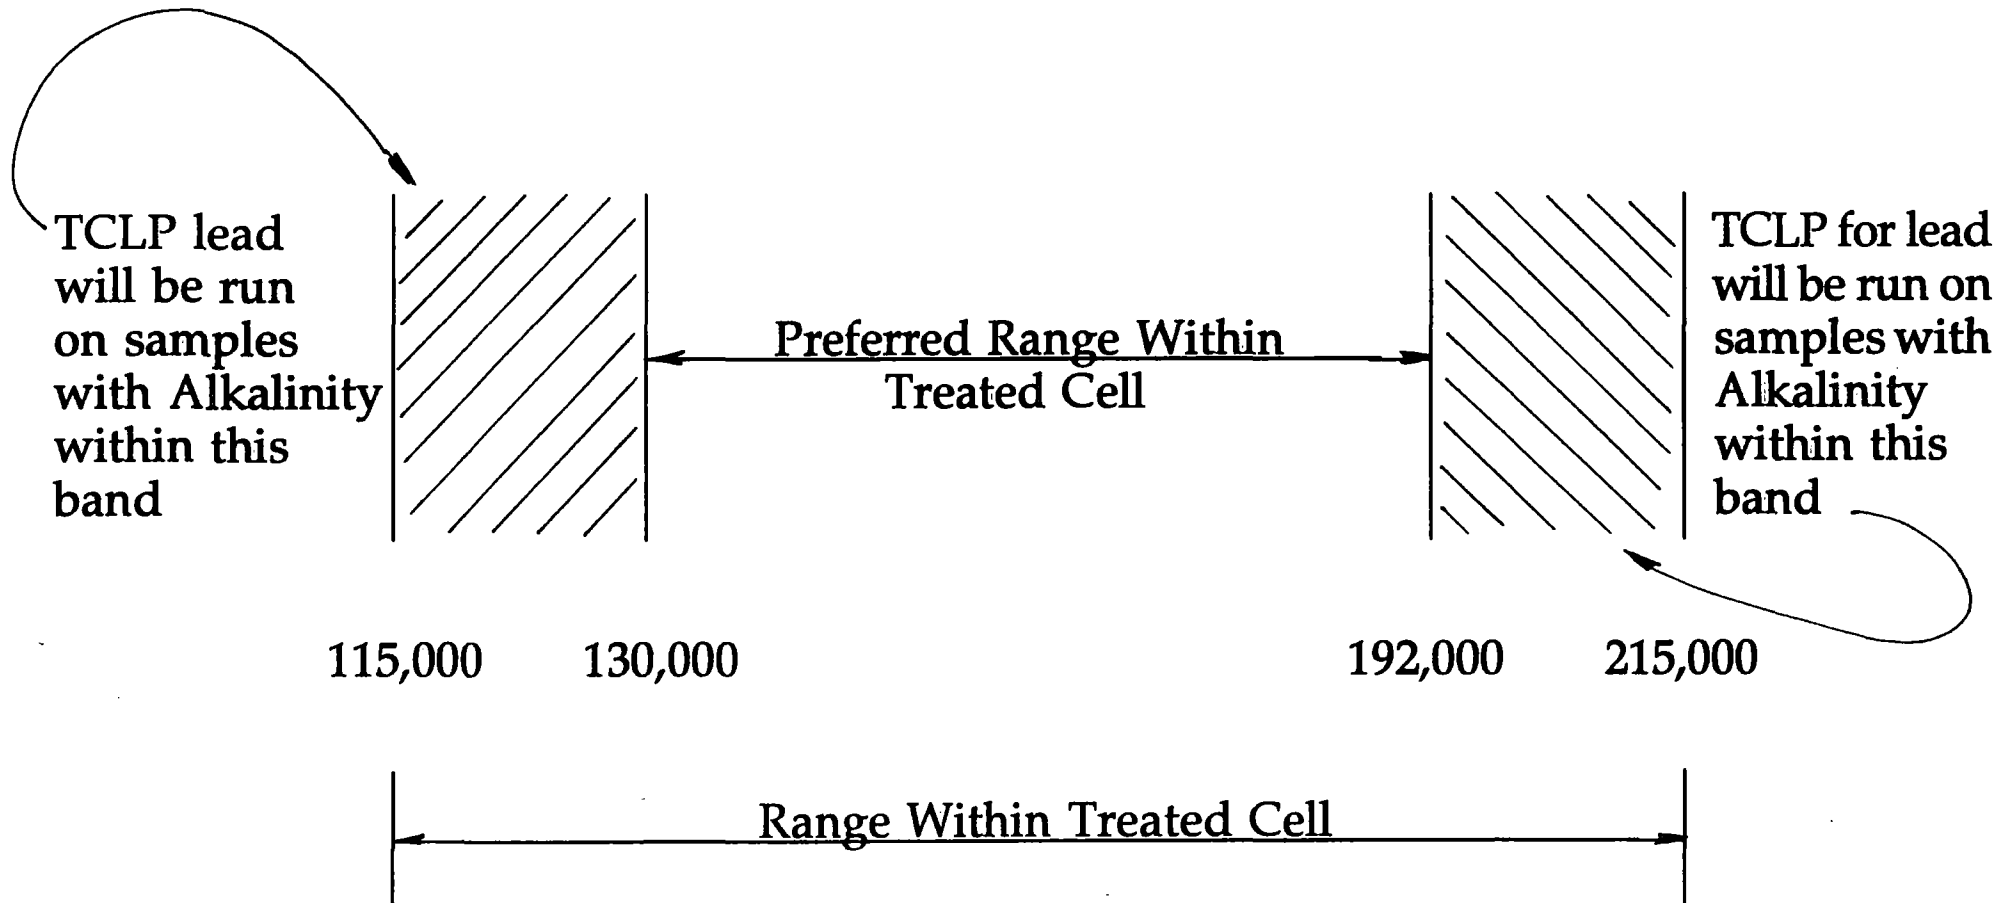 TCLP lead
will be run
on samples
with Alkalinity
within this
band
Preferred Range Within
Treated Cell
TCLP for lead
will be run on
samples with
Alkalinity
within this
band
115,000
130,000
192,000
215,000
Range Within Treated Cell